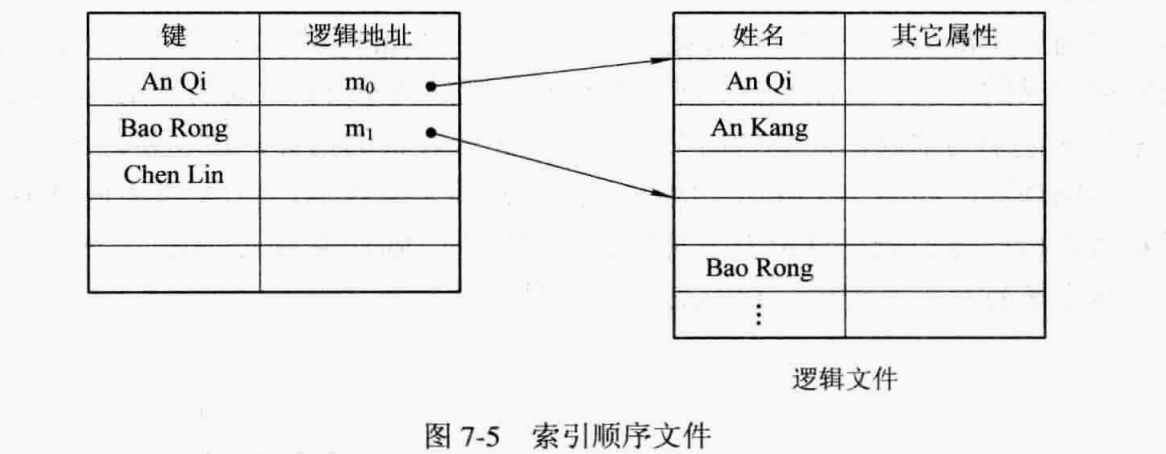 键 逻辑地址
An Qi m₀
Bao Rong m₁
Chen Lin
姓名 其它属性
An Qi
An Kang
Bao Rong
⋮
逻辑文件
图 7-5 索引顺序文件